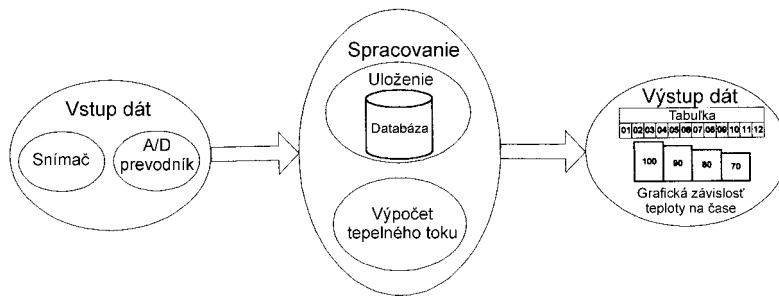 Vstup dát
Snímač
A/D
prevodník
Spracovanie
Uloženie
Databáza
Výpočet
tepelného toku
Výstup dát
Tabuľka
01 02 03 04 05 06 07 08 09 10 11 12
100 90 80 70
Grafická závislosť
teploty na čase